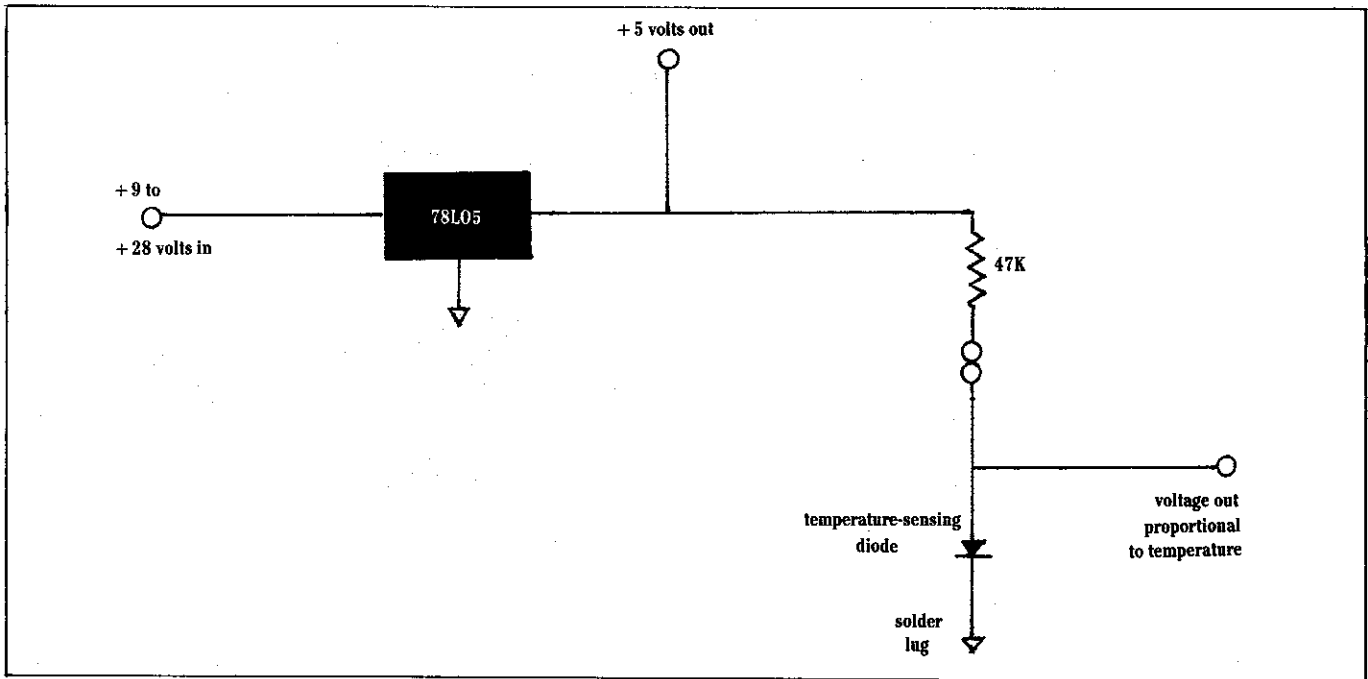 + 5 volts out
+ 9 to
+ 28 volts in
78LO5
47K
temperature-sensing
diode
voltage out
proportional
to temperature
solder
lug